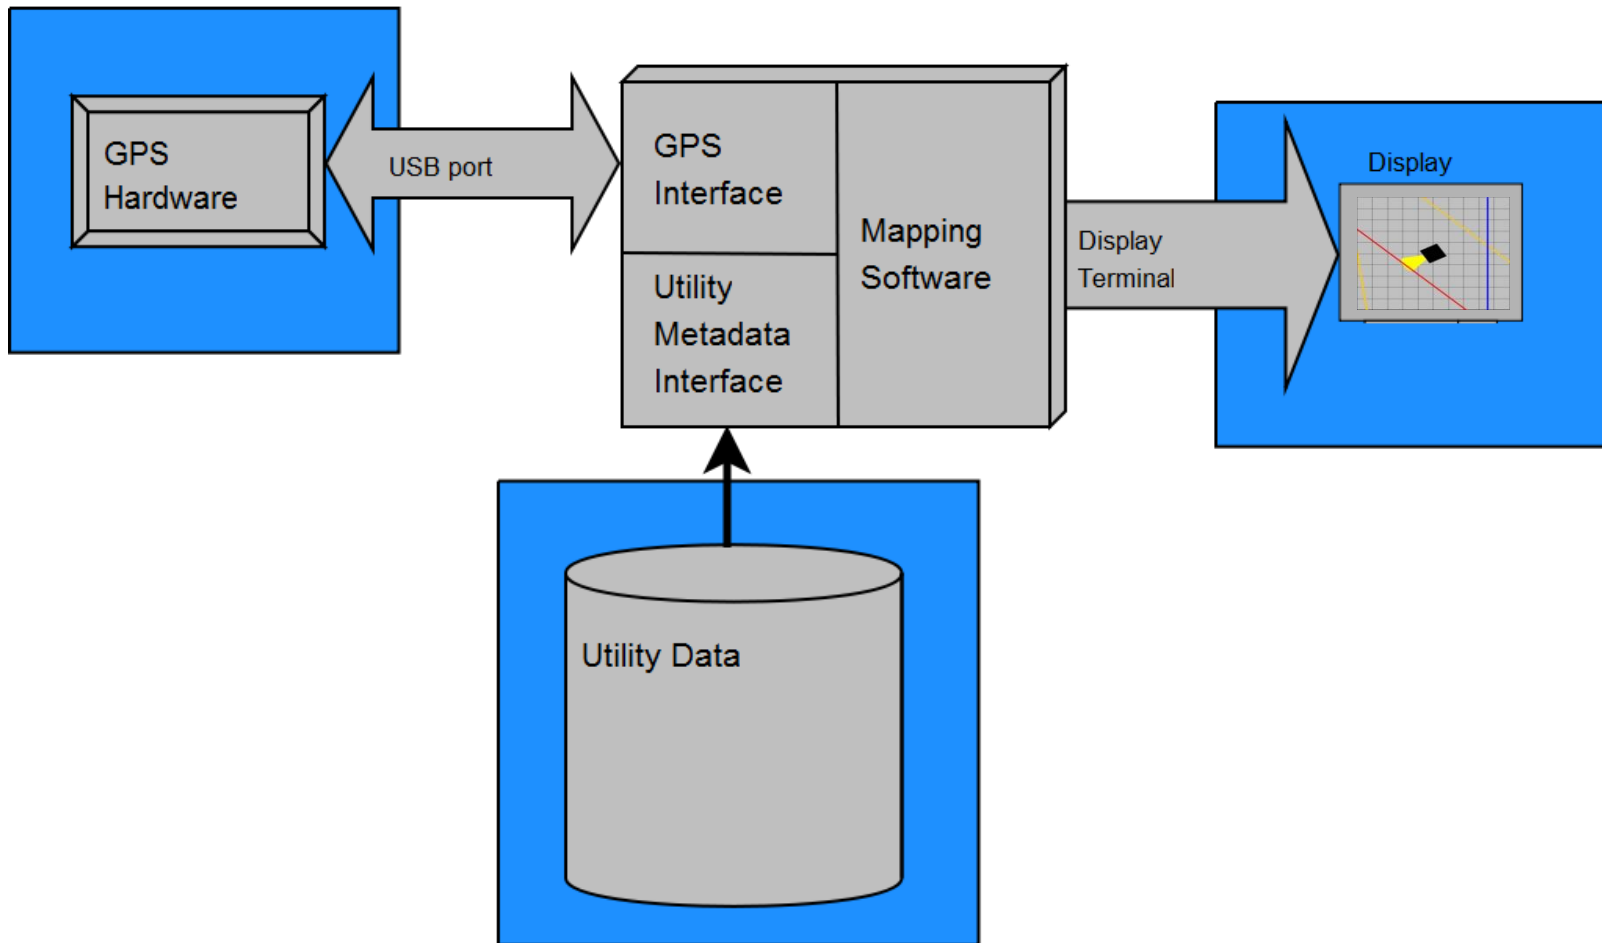 GPS
Hardware
USB port
GPS
Interface
Utility
Metadata
Interface
Mapping
Software
Display
Terminal
Display
Utility Data